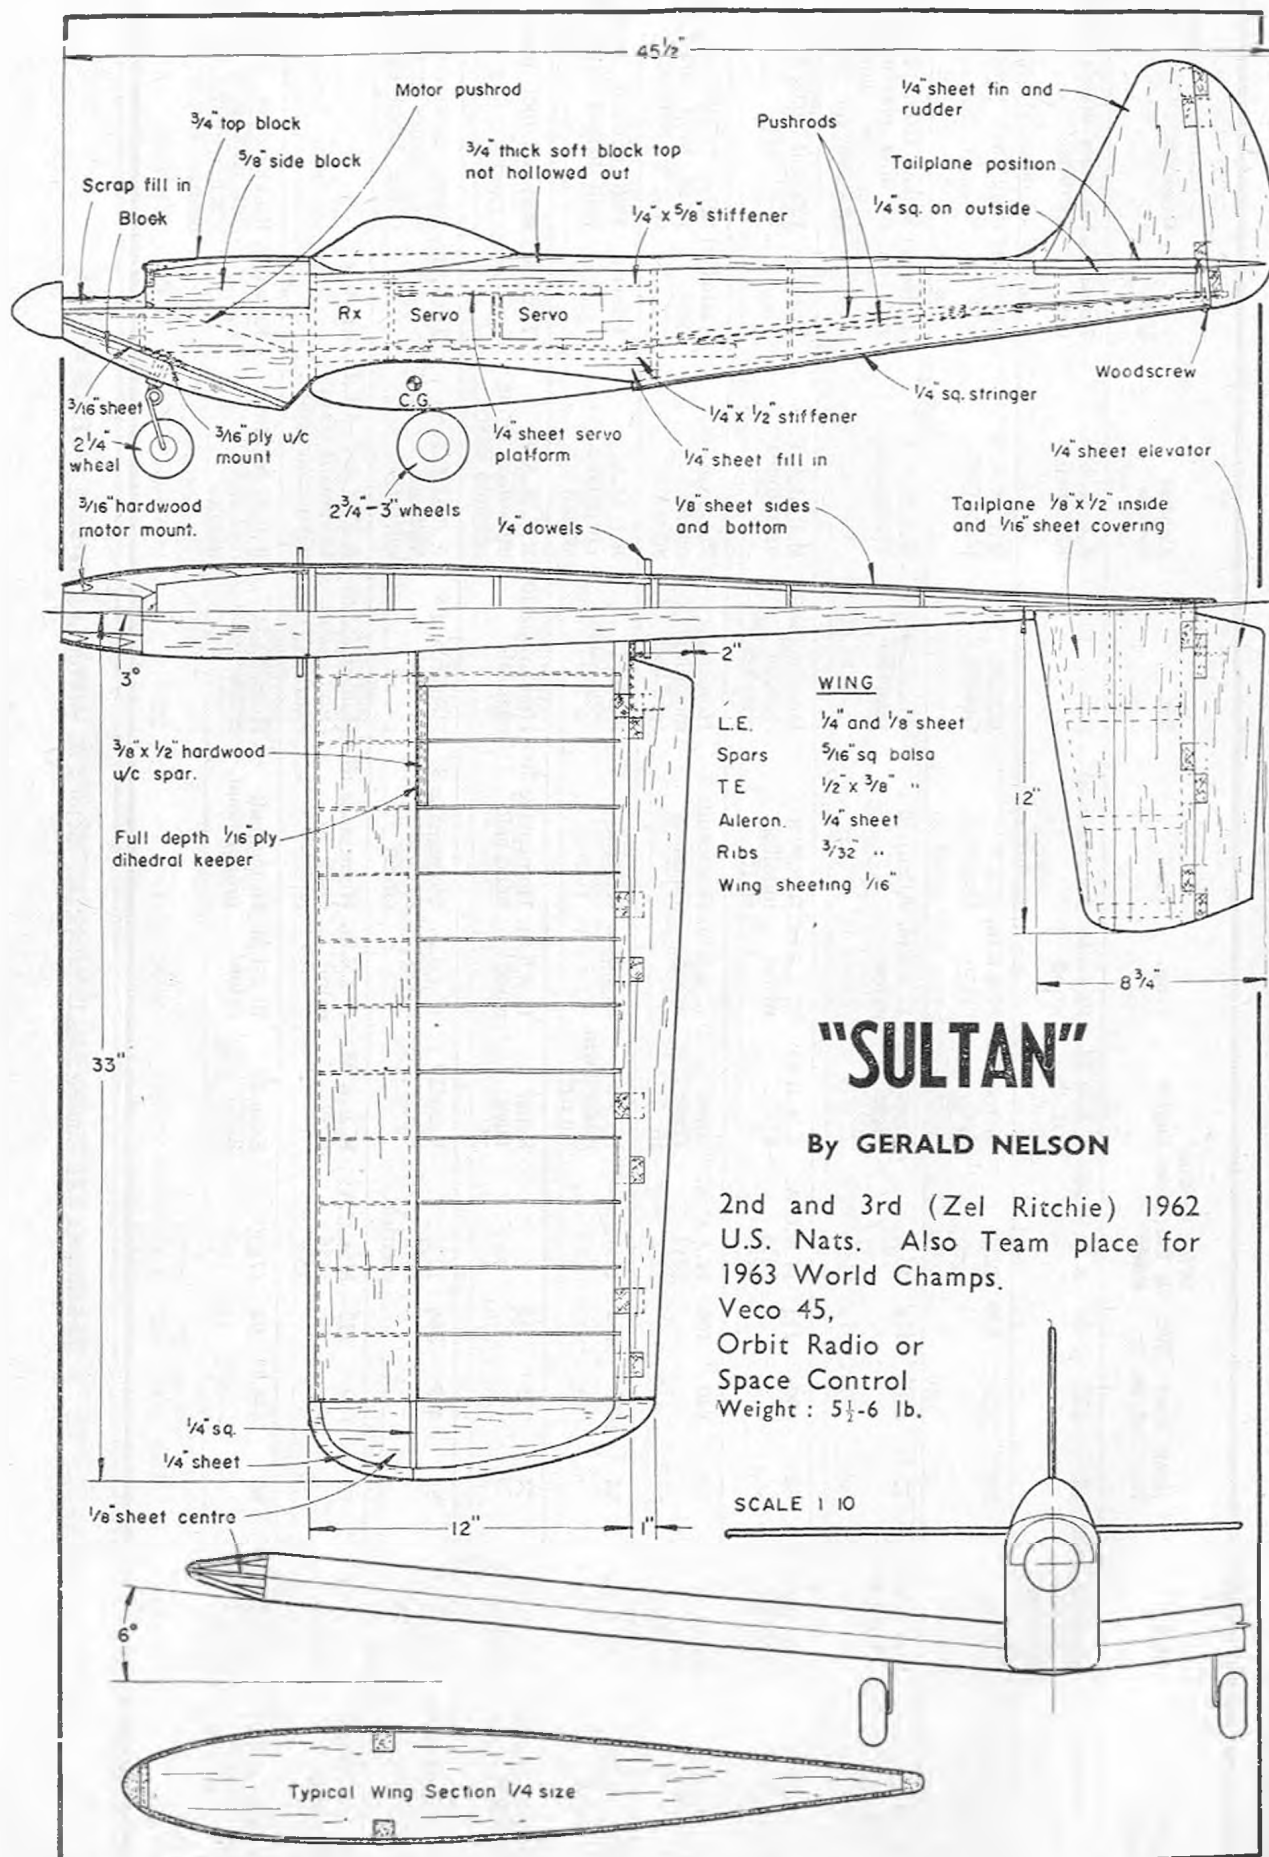 45½"
Motor pushrod
¼" sheet fin and
rudder
¾" top block
Pushrods
⅝" side block
¾" thick soft block top
not hollowed out
Tailplane position
Scrap fill in
¼" sq. on outside
Block
¼" x ⅝" stiffener
Rx
Servo
Servo
Woodscrew
C.G.
¼" sq. stringer
3/16" sheet
¼" x ½" stiffener
2¼"
wheel
3/16" ply u/c
mount
¼" sheet servo
platform
¼" sheet fill in
¼" sheet elevator
3/16" hardwood
motor mount.
2¾"-3" wheels
¼" dowels
⅛" sheet sides
and bottom
Tailplane ⅛" x ½" inside
and 1/16" sheet covering
3°
2"
WING
L.E. ¼" and ⅛" sheet
Spars 5/16" sq balsa
T E ½" x ⅜" "
Aileron. ¼" sheet
Ribs 3/32" "
Wing sheeting 1/16"
⅜" x ½" hardwood
u/c spar.
Full depth 1/16" ply
dihedral keeper
12"
8¾"
33"
"SULTAN"
By GERALD NELSON
2nd and 3rd (Zel Ritchie) 1962
U.S. Nats. Also Team place for
1963 World Champs.
Veco 45,
Orbit Radio or
Space Control
Weight : 5½-6 lb.
¼" sq.
¼" sheet
⅛" sheet centre
12"
1"
SCALE 1 10
6°
Typical Wing Section 1/4 size